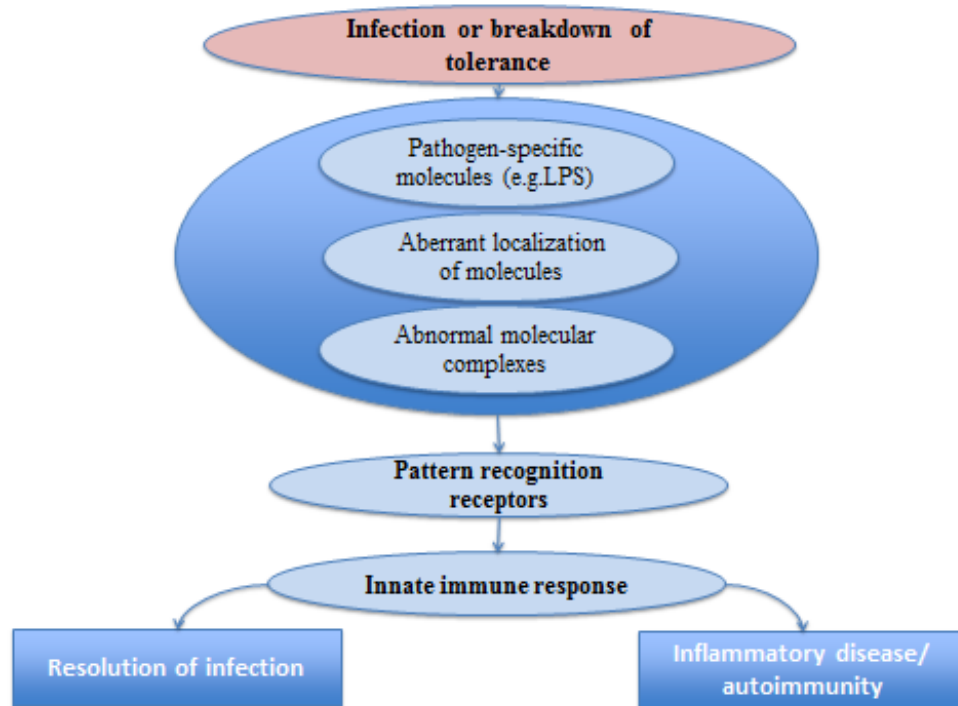 Infection or breakdown of
tolerance
Pathogen-specific
molecules (e.g.LPS)
Aberrant localization
of molecules
Abnormal molecular
complexes
Pattern recognition
receptors
Innate immune response
Resolution of infection
Inflammatory disease/
autoimmunity